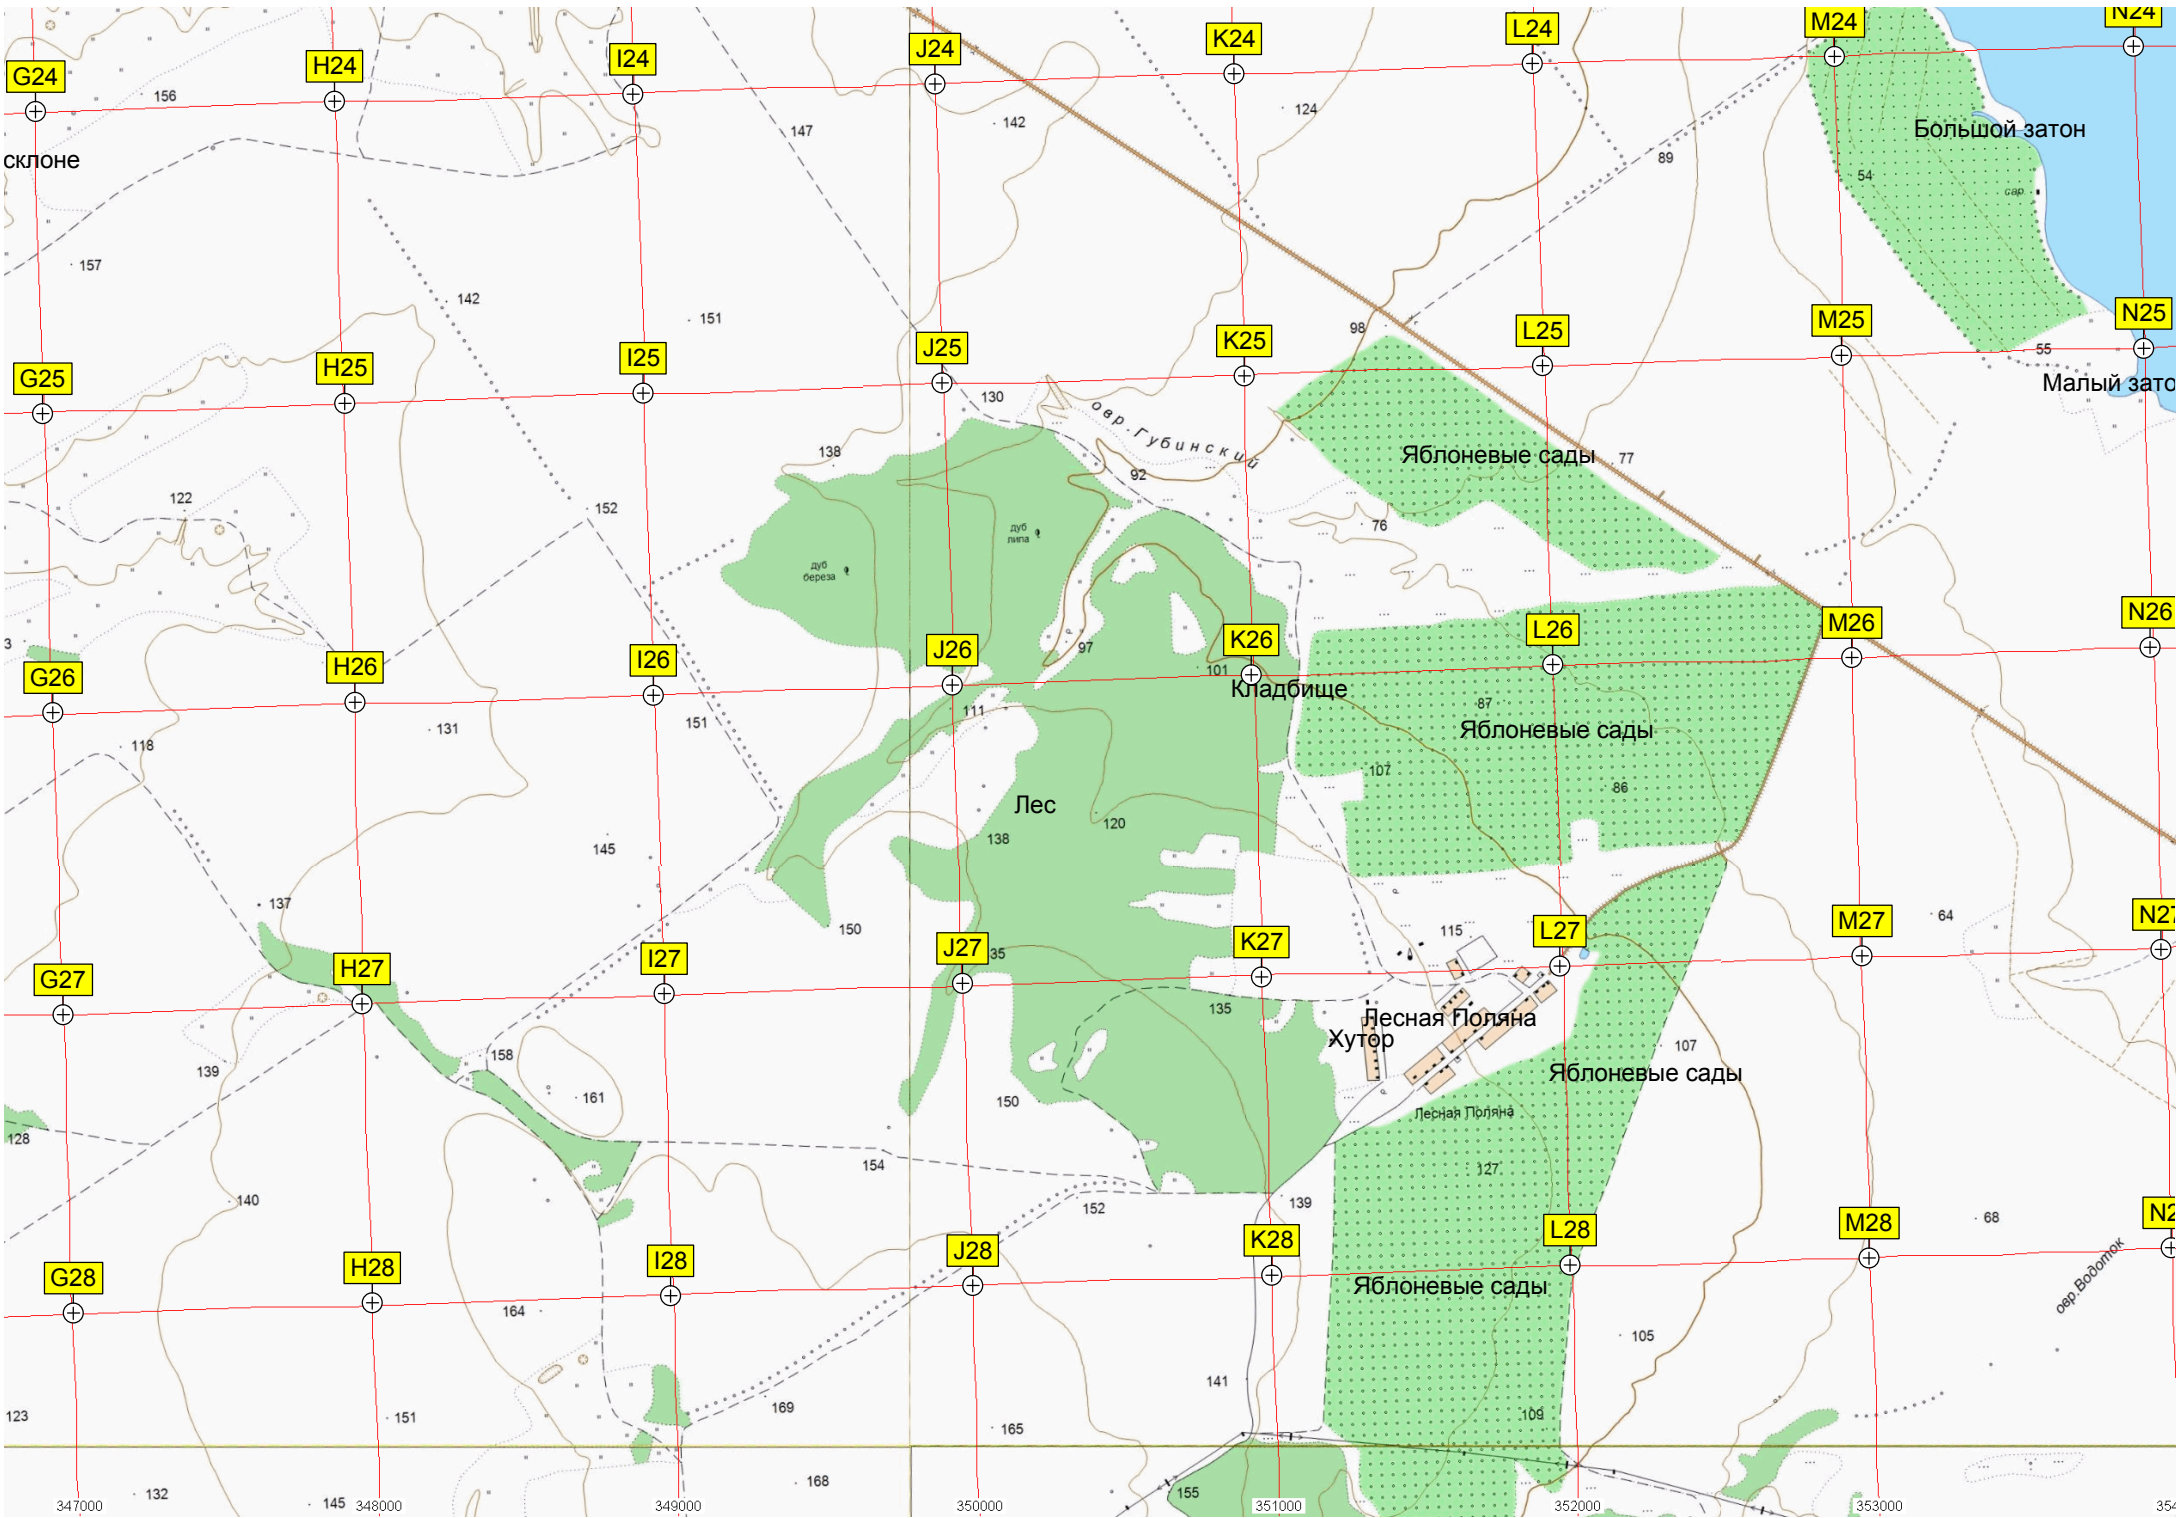 G24
H24
I24
J24
K24
L24
M24
N24
156
147
142
124
89
54
Большой затон
сар.
склоне
157
142
151
98
55
G25
H25
I25
J25
K25
L25
M25
N25
Малый зато
130
овр. Губинский
138
92
Яблоневые сады
77
122
152
76
дуб
липа
дуб
береза
3
97
101
G26
H26
I26
J26
K26
L26
M26
N26
Кладбище
118
131
151
111
87
Яблоневые сады
107
86
Лес
120
138
145
137
150
115
64
35
G27
H27
I27
J27
K27
L27
M27
N27
135
Лесная Поляна
Хутор
139
158
161
107
Яблоневые сады
150
Лесная Поляна
128
154
127
140
152
139
68
G28
H28
I28
J28
K28
L28
M28
N2
овр. Водоток
Яблоневые сады
164
105
141
123
151
169
165
109
168
132
145
155
347000
348000
349000
350000
351000
352000
353000
354